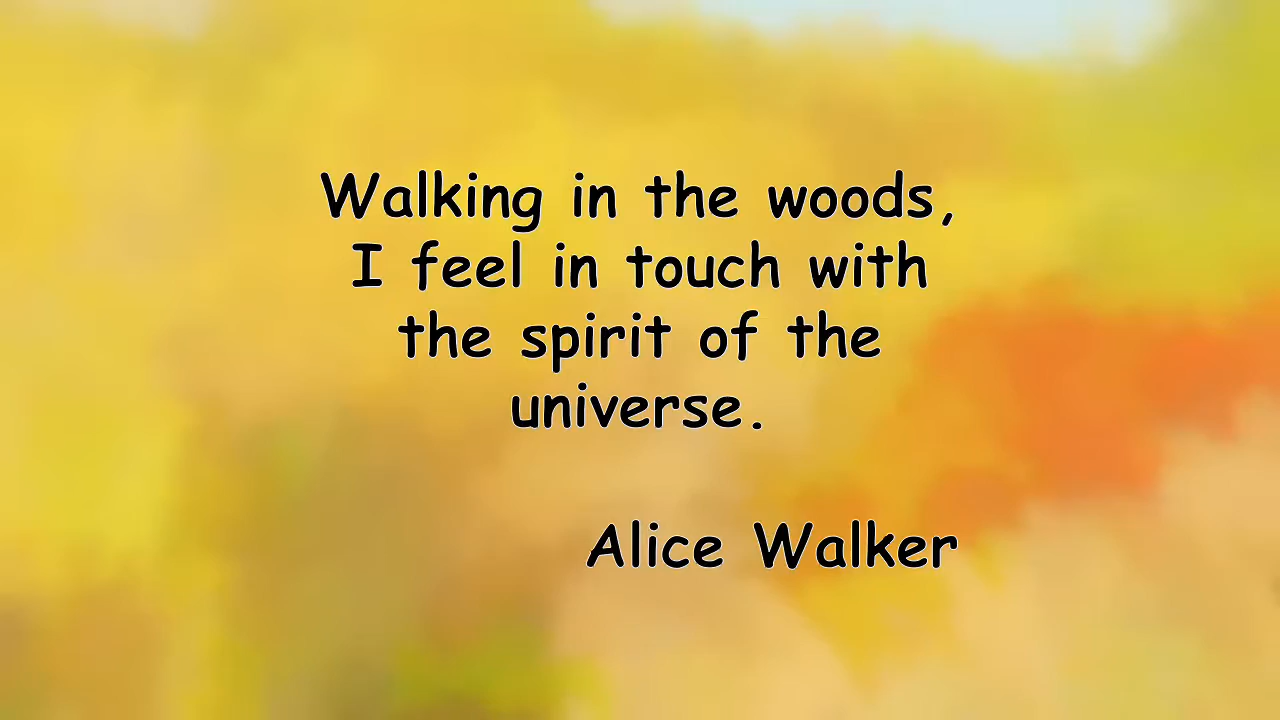 Walking in the woods,
I feel in touch with
the spirit of the
universe.
Alice Walker